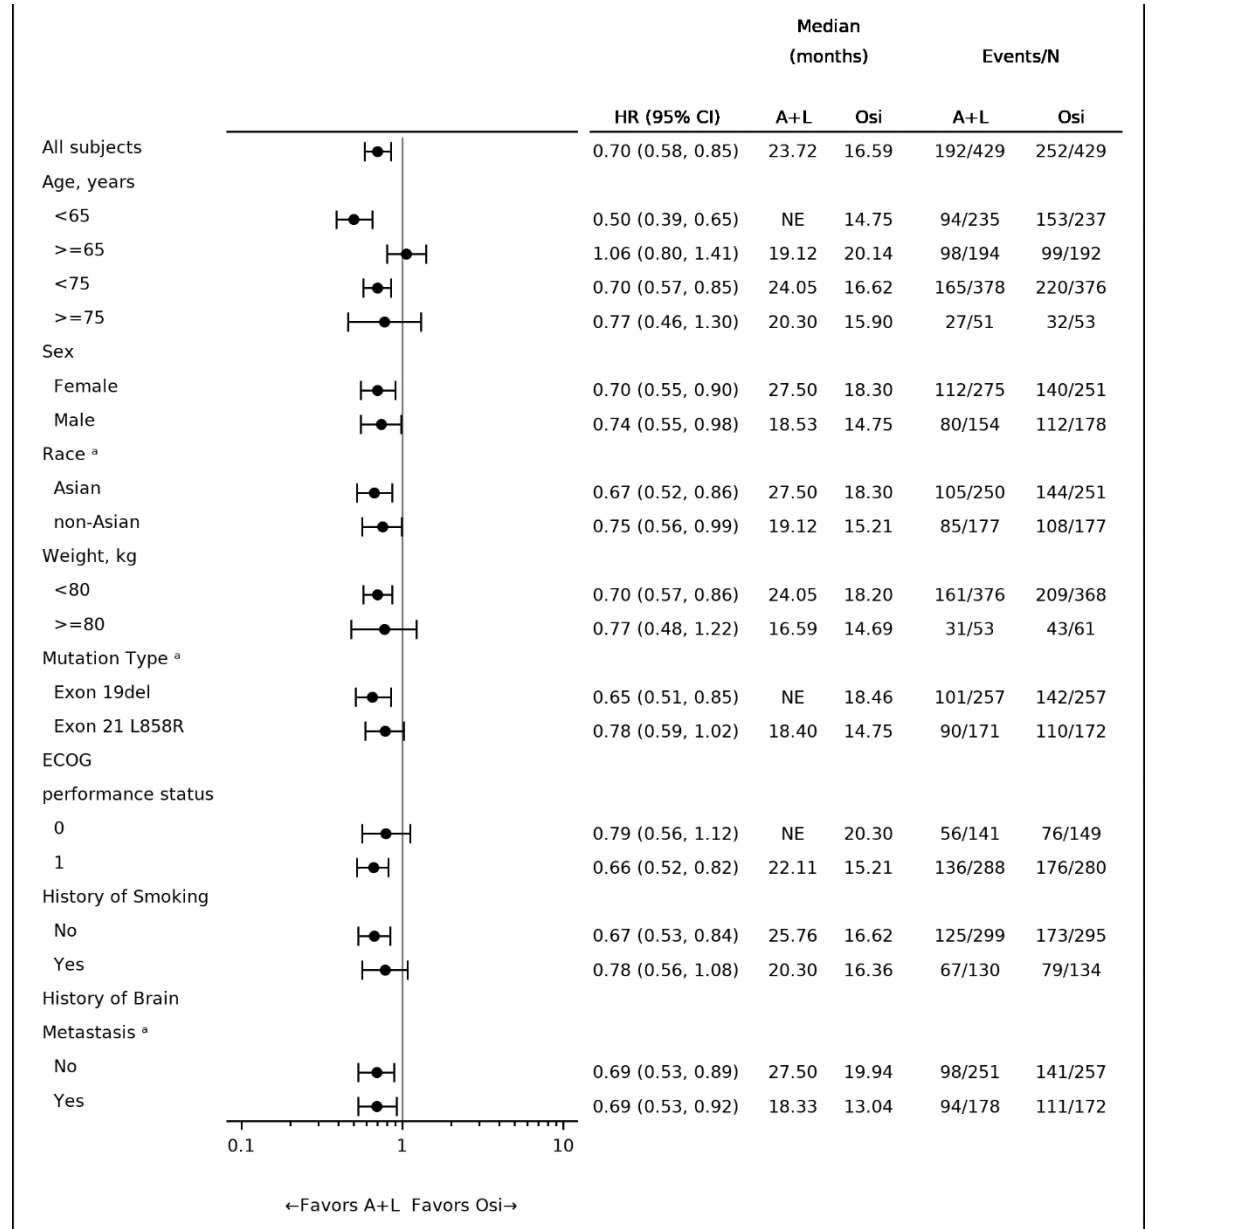 Median
(months) Events/N
HR (95% CI) A+L Osi A+L Osi
All subjects 0.70 (0.58, 0.85) 23.72 16.59 192/429 252/429
Age, years
<65 0.50 (0.39, 0.65) NE 14.75 94/235 153/237
>=65 1.06 (0.80, 1.41) 19.12 20.14 98/194 99/192
<75 0.70 (0.57, 0.85) 24.05 16.62 165/378 220/376
>=75 0.77 (0.46, 1.30) 20.30 15.90 27/51 32/53
Sex
Female 0.70 (0.55, 0.90) 27.50 18.30 112/275 140/251
Male 0.74 (0.55, 0.98) 18.53 14.75 80/154 112/178
Race ᵃ
Asian 0.67 (0.52, 0.86) 27.50 18.30 105/250 144/251
non-Asian 0.75 (0.56, 0.99) 19.12 15.21 85/177 108/177
Weight, kg
<80 0.70 (0.57, 0.86) 24.05 18.20 161/376 209/368
>=80 0.77 (0.48, 1.22) 16.59 14.69 31/53 43/61
Mutation Type ᵃ
Exon 19del 0.65 (0.51, 0.85) NE 18.46 101/257 142/257
Exon 21 L858R 0.78 (0.59, 1.02) 18.40 14.75 90/171 110/172
ECOG
performance status
0 0.79 (0.56, 1.12) NE 20.30 56/141 76/149
1 0.66 (0.52, 0.82) 22.11 15.21 136/288 176/280
History of Smoking
No 0.67 (0.53, 0.84) 25.76 16.62 125/299 173/295
Yes 0.78 (0.56, 1.08) 20.30 16.36 67/130 79/134
History of Brain
Metastasis ᵃ
No 0.69 (0.53, 0.89) 27.50 19.94 98/251 141/257
Yes 0.69 (0.53, 0.92) 18.33 13.04 94/178 111/172
0.1 1 10
←Favors A+L Favors Osi→